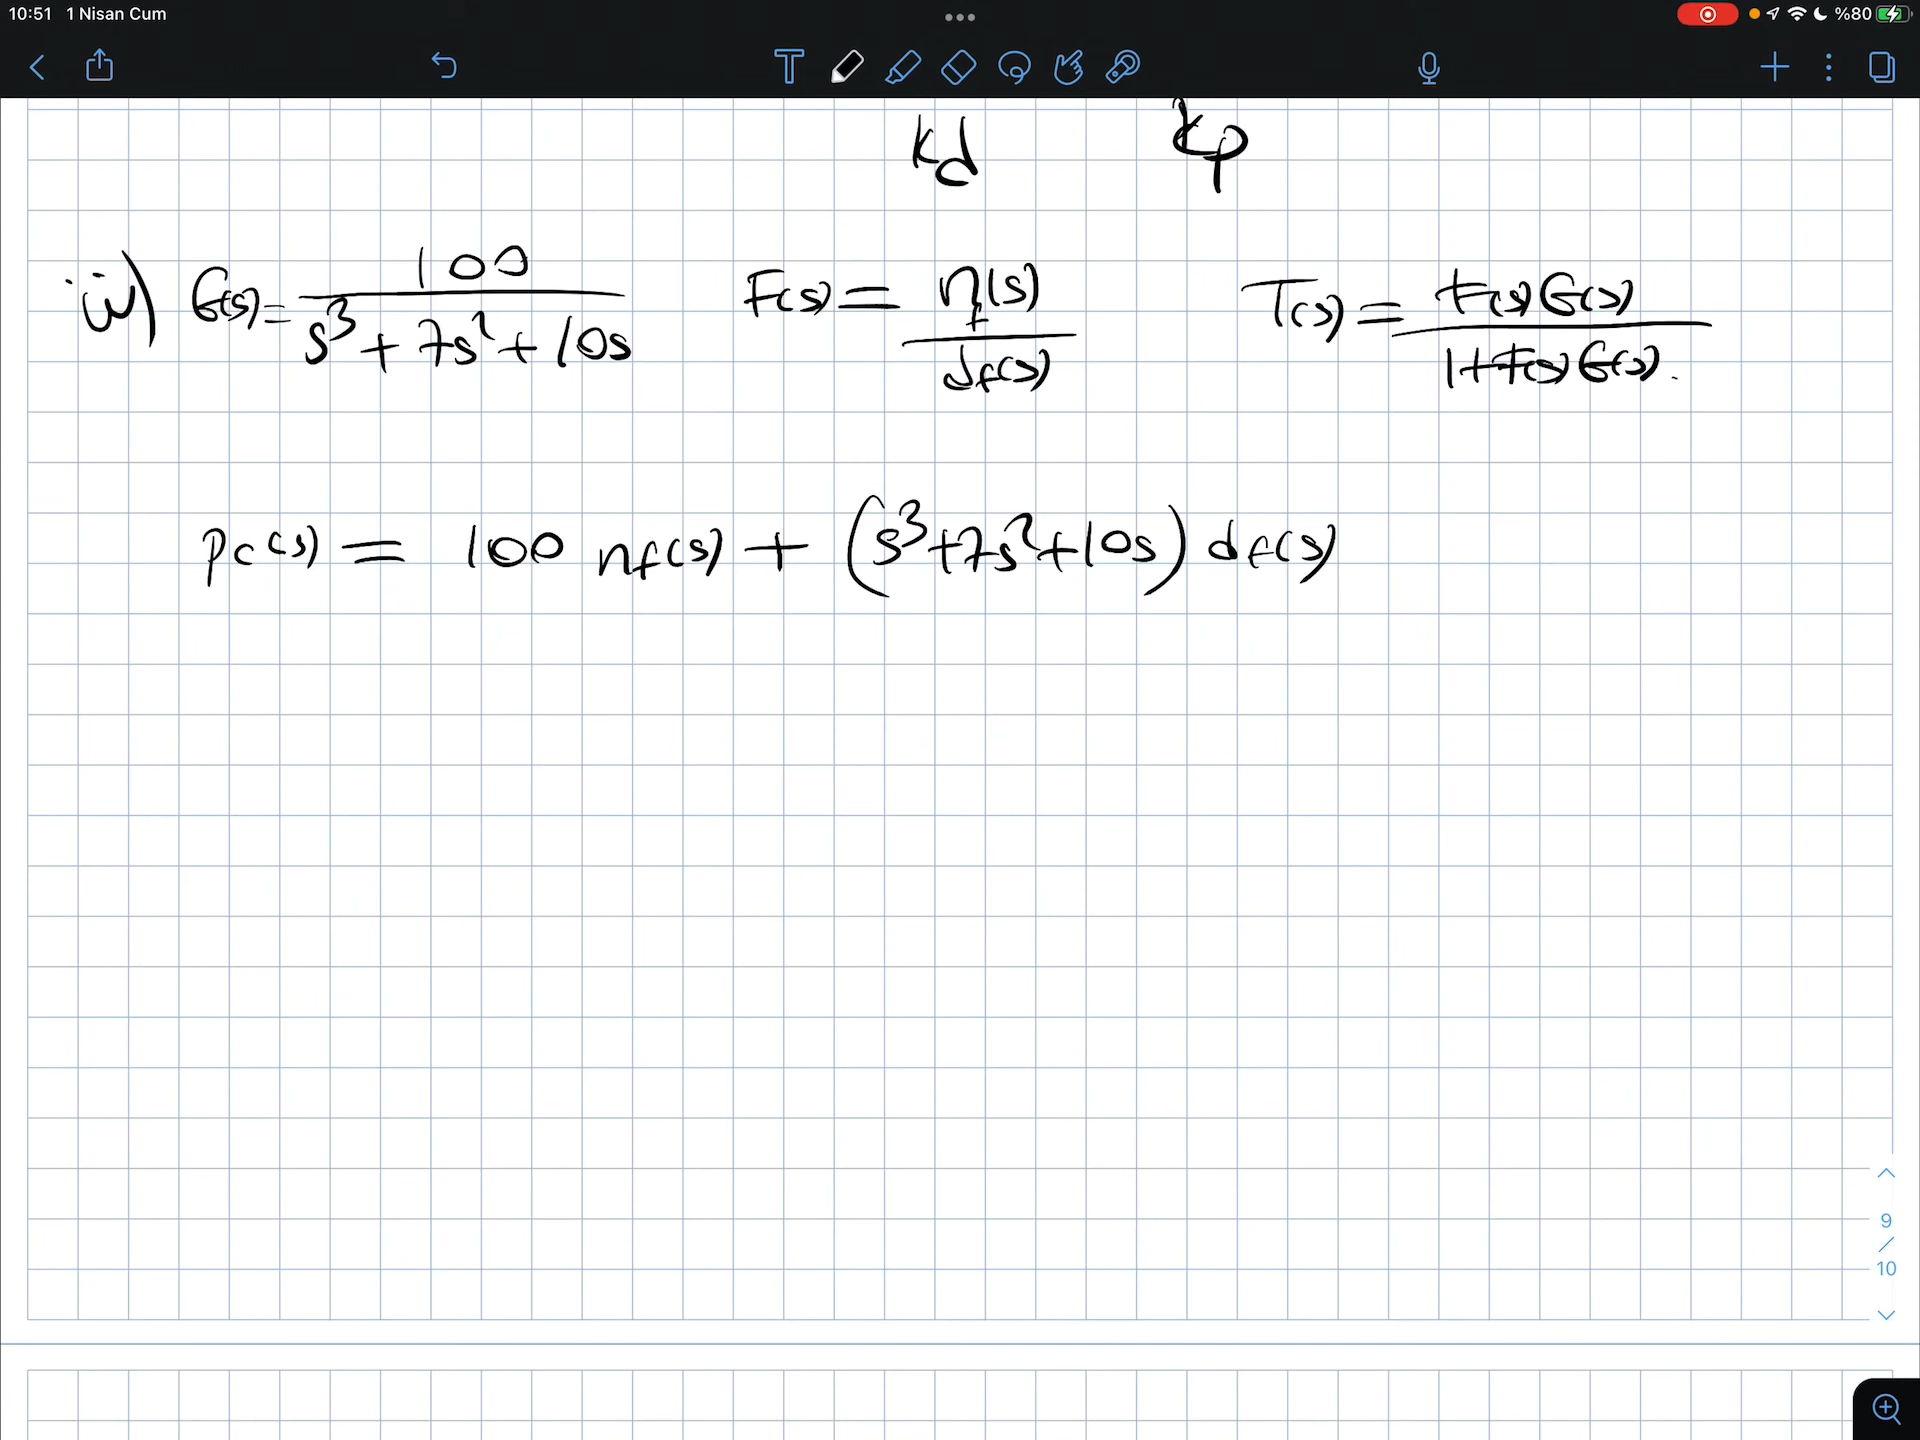 10:51 1 Nisan Cum
%80
T
kd kp
ii) G(s) = 100 / s³ + 7s² + 10s F(s) = nf(s) / df(s) T(s) = F(s) G(s) / 1 + F(s) G(s).
pc(s) = 100 nf(s) + (s³ + 7s² + 10s) df(s)
9
/
10